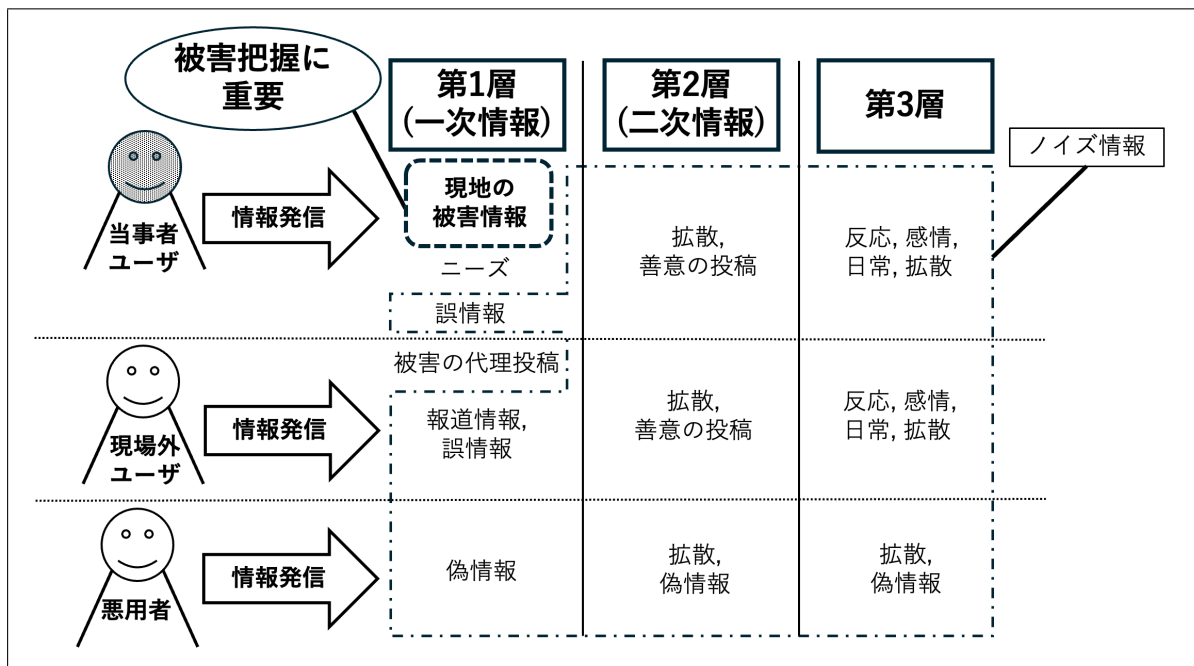 被害把握に
重要
第1層
(一次情報)
第2層
(二次情報)
第3層
ノイズ情報
当事者
ユーザ
情報発信
現地の
被害情報
ニーズ
誤情報
拡散,
善意の投稿
反応, 感情,
日常, 拡散
現場外
ユーザ
情報発信
被害の代理投稿
報道情報,
誤情報
拡散,
善意の投稿
反応, 感情,
日常, 拡散
悪用者
情報発信
偽情報
拡散,
偽情報
拡散,
偽情報